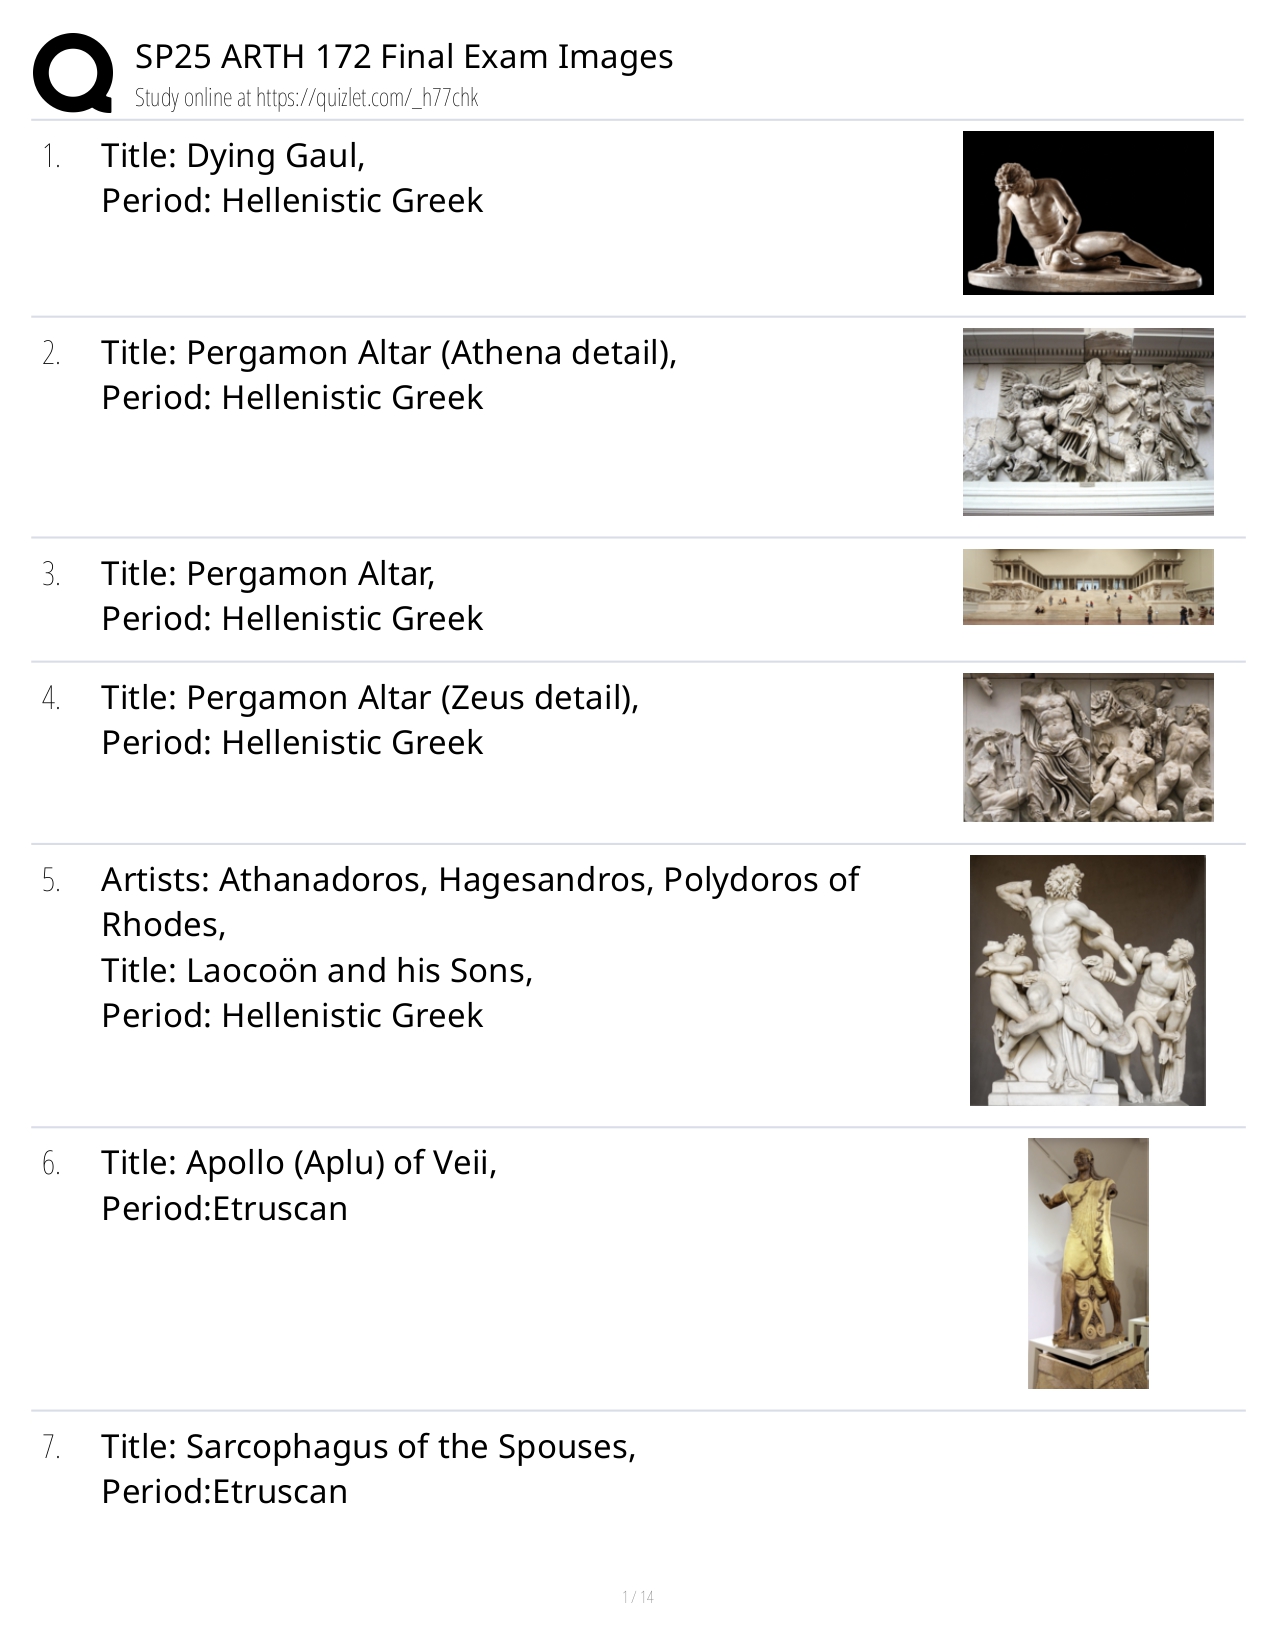 SP25 ARTH 172 Final Exam Images
Study online at https://quizlet.com/_h77chk
1. Title: Dying Gaul,
Period: Hellenistic Greek
2. Title: Pergamon Altar (Athena detail),
Period: Hellenistic Greek
3. Title: Pergamon Altar,
Period: Hellenistic Greek
4. Title: Pergamon Altar (Zeus detail),
Period: Hellenistic Greek
5. Artists: Athanadoros, Hagesandros, Polydoros of
Rhodes,
Title: Laocoön and his Sons,
Period: Hellenistic Greek
6. Title: Apollo (Aplu) of Veii,
Period:Etruscan
7. Title: Sarcophagus of the Spouses,
Period:Etruscan
1 / 14